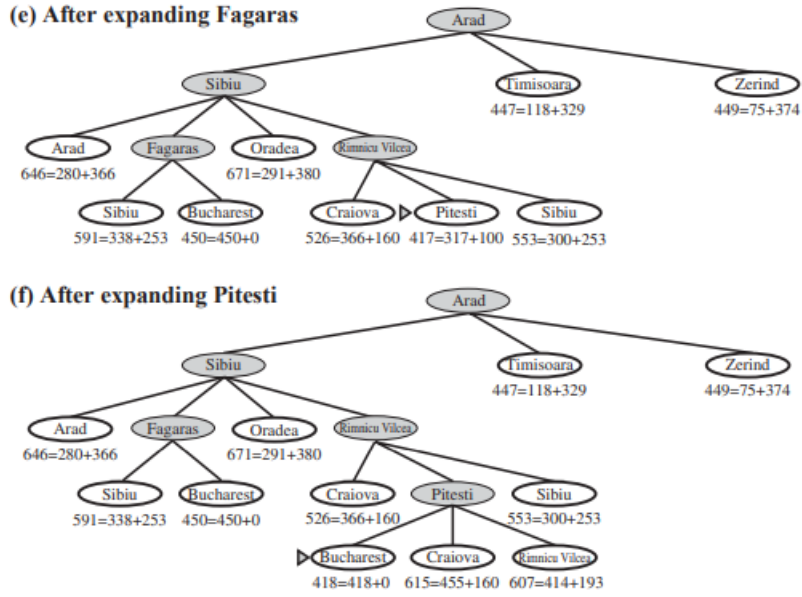 (e) After expanding Fagaras
Arad
Sibiu Timisoara Zerind
447=118+329 449=75+374
Arad Fagaras Oradea Rimnicu Vilcea
646=280+366 671=291+380
Sibiu Bucharest Craiova Pitesti Sibiu
591=338+253 450=450+0 526=366+160 417=317+100 553=300+253
(f) After expanding Pitesti
Arad
Sibiu Timisoara Zerind
447=118+329 449=75+374
Arad Fagaras Oradea Rimnicu Vilcea
646=280+366 671=291+380
Sibiu Bucharest Craiova Pitesti Sibiu
591=338+253 450=450+0 526=366+160 553=300+253
Bucharest Craiova Rimnicu Vilcea
418=418+0 615=455+160 607=414+193